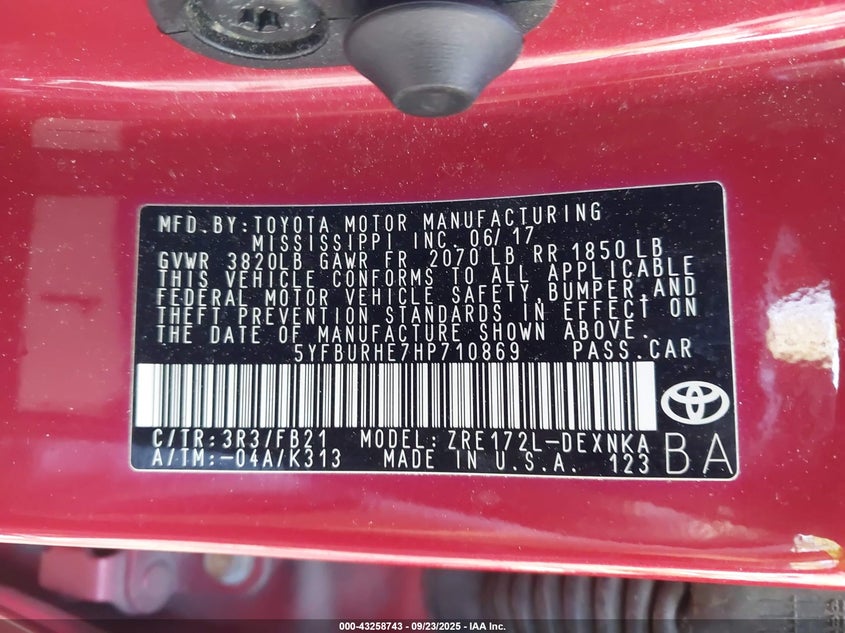 MFD. BY: TOYOTA MOTOR MANUFACTURING
MISSISSIPPI INC. 06/17
GVWR 3820LB GAWR FR 2070 LB RR 1850 LB
THIS VEHICLE CONFORMS TO ALL APPLICABLE
FEDERAL MOTOR VEHICLE SAFETY, BUMPER, AND
THEFT PREVENTION STANDARDS IN EFFECT ON
THE DATE OF MANUFACTURE SHOWN ABOVE.
5YFBURHE7HP710869 PASS. CAR
C/TR: 3R3/FB21 MODEL: ZRE172L-DEXNKA
A/TM: -04A/K313 MADE IN U.S.A. 123 BA
000-43258743 - 09/23/2025 - IAA Inc.